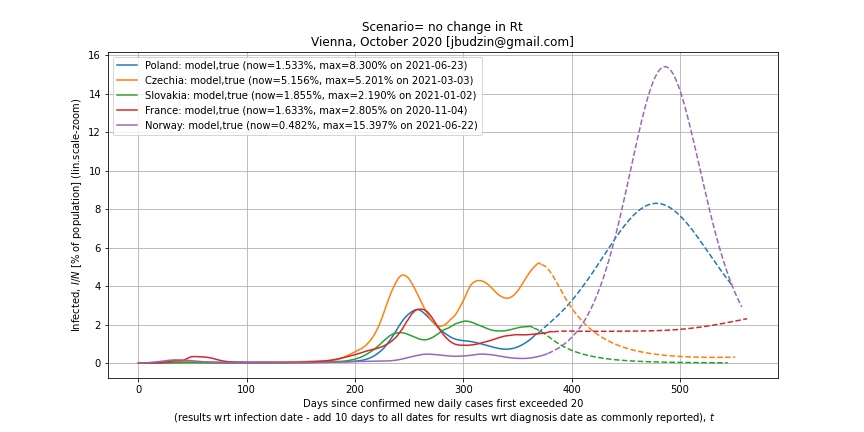 Scenario= no change in Rt
Vienna, October 2020 [jbudzin@gmail.com]
Poland: model,true (now=1.533%, max=8.300% on 2021-06-23)
Czechia: model,true (now=5.156%, max=5.201% on 2021-03-03)
Slovakia: model,true (now=1.855%, max=2.190% on 2021-01-02)
France: model,true (now=1.633%, max=2.805% on 2020-11-04)
Norway: model,true (now=0.482%, max=15.397% on 2021-06-22)
Infected, I/N [% of population] (lin.scale-zoom)
16
14
12
10
8
6
4
2
0
0 100 200 300 400 500
Days since confirmed new daily cases first exceeded 20
(results wrt infection date - add 10 days to all dates for results wrt diagnosis date as commonly reported), t